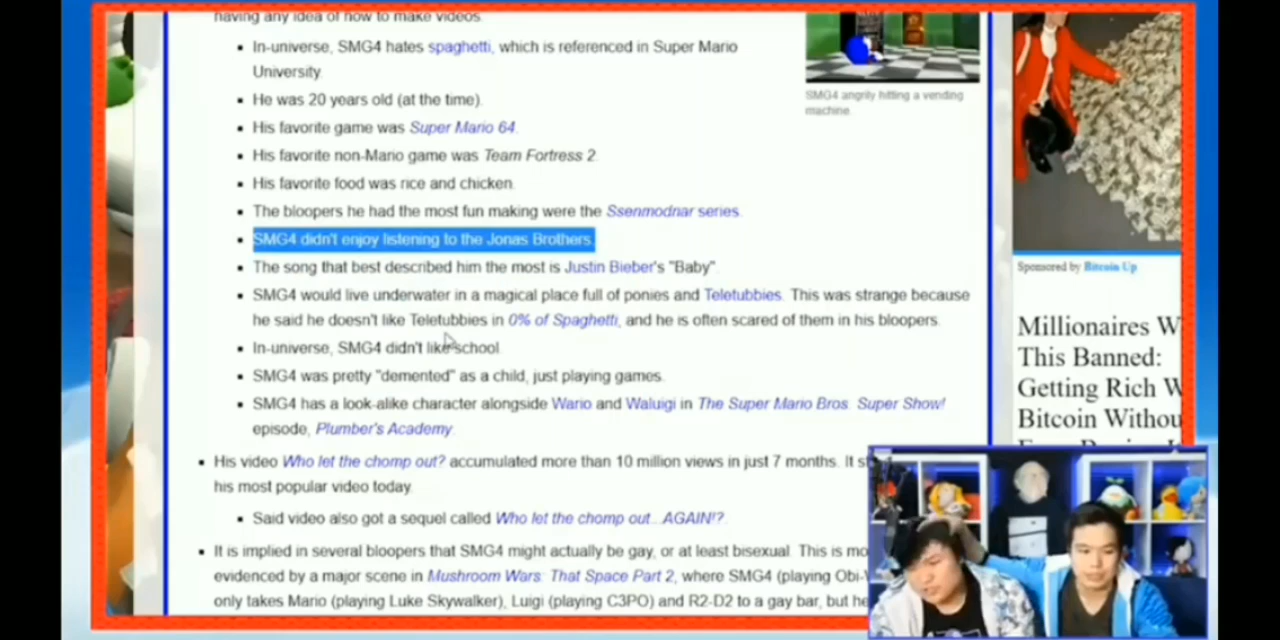 having any idea of how to make videos.
In-universe, SMG4 hates spaghetti, which is referenced in Super Mario
University.
He was 20 years old (at the time).
His favorite game was Super Mario 64.
His favorite non-Mario game was Team Fortress 2.
His favorite food was rice and chicken.
The bloopers he had the most fun making were the Ssenmodnar series.
SMG4 didn't enjoy listening to the Jonas Brothers.
The song that best described him the most is Justin Bieber's "Baby".
SMG4 would live underwater in a magical place full of ponies and Teletubbies. This was strange because
he said he doesn't like Teletubbies in 0% of Spaghetti, and he is often scared of them in his bloopers.
In-universe, SMG4 didn't like school
SMG4 was pretty "demented" as a child, just playing games.
SMG4 has a look-alike character alongside Wario and Waluigi in The Super Mario Bros. Super Show!
episode, Plumber's Academy.
His video Who let the chomp out? accumulated more than 10 million views in just 7 months. It
his most popular video today.
Said video also got a sequel called Who let the chomp out...AGAIN!?.
It is implied in several bloopers that SMG4 might actually be gay, or at least bisexual. This is
evidenced by a major scene in Mushroom Wars: That Space Part 2, where SMG4 (playing
only takes Mario (playing Luke Skywalker), Luigi (playing C3PO) and R2-D2 to a gay bar, but
SMG4 angrily hitting a vending
machine.
Sponsored by Bitcoin Up
Millionaires
This Banned:
Getting Rich
Bitcoin